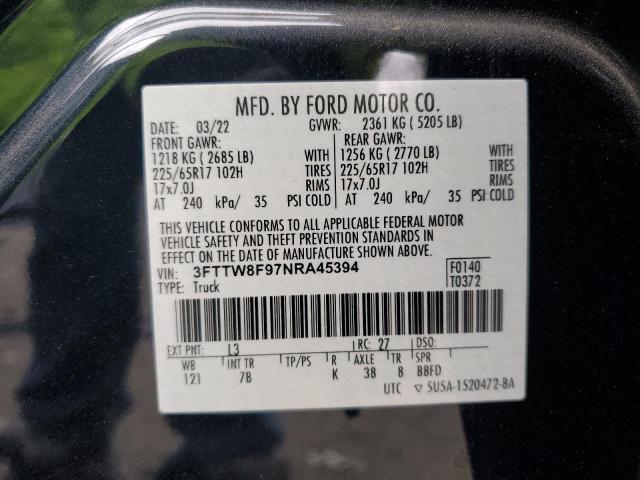 MFD. BY FORD MOTOR CO.
DATE: 03/22 GVWR: 2361 KG ( 5205 LB)
FRONT GAWR: REAR GAWR:
1218 KG ( 2685 LB) WITH 1256 KG ( 2770 LB) WITH
225/65R17 102H TIRES 225/65R17 102H TIRES
17x7.0J RIMS 17x7.0J RIMS
AT 240 kPa/ 35 PSI COLD AT 240 kPa/ 35 PSI COLD
THIS VEHICLE CONFORMS TO ALL APPLICABLE FEDERAL MOTOR
VEHICLE SAFETY AND THEFT PREVENTION STANDARDS IN
EFFECT ON THE DATE OF MANUFACTURE SHOWN ABOVE.
VIN: 3FTTW8F97NRA45394 F0140
TYPE: Truck T0372
EXT PNT: L3 RC: 27 DSO:
WB INT TR TP/PS R AXLE TR SPR
121 7B K 38 8 BBFD
UTC ▽ 5U5A-1520472-BA